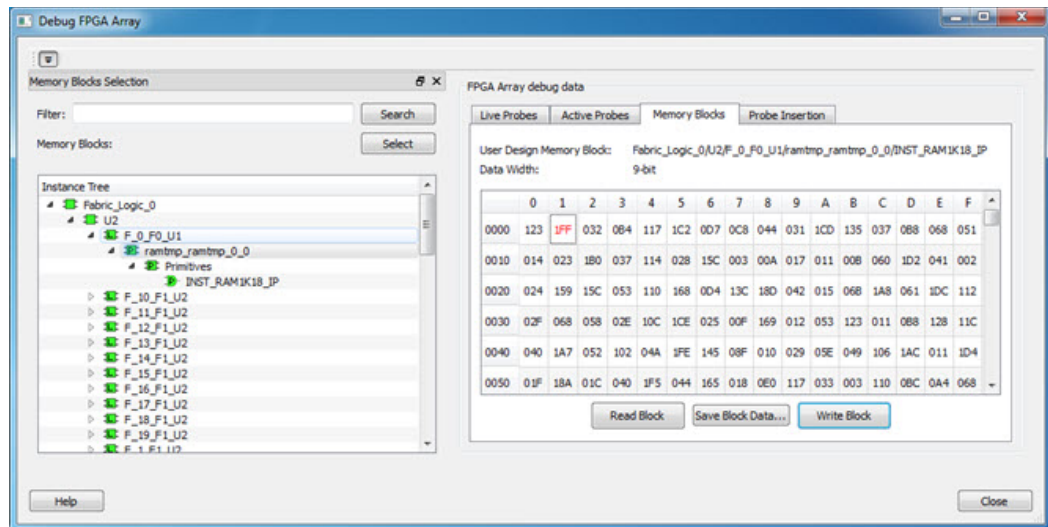 Debug FPGA Array
Memory Blocks Selection
Filter:
Search
Memory Blocks:
Select
Instance Tree
Fabric_Logic_0
U2
F_0_F0_U1
ramtmp_ramtmp_0_0
Primitives
INST_RAM1K18_IP
F_10_F1_U2
F_11_F1_U2
F_12_F1_U2
F_13_F1_U2
F_14_F1_U2
F_15_F1_U2
F_16_F1_U2
F_17_F1_U2
F_18_F1_U2
F_19_F1_U2
F_1_F1_U2
FPGA Array debug data
Live Probes Active Probes Memory Blocks Probe Insertion
User Design Memory Block: Fabric_Logic_0/U2/F_0_F0_U1/ramtmp_ramtmp_0_0/INST_RAM1K18_IP
Data Width: 9-bit
0 1 2 3 4 5 6 7 8 9 A B C D E F
0000 123 1FF 032 0B4 117 1C2 0D7 0C8 044 031 1CD 135 037 0B8 068 051
0010 014 023 1B0 037 114 028 15C 003 00A 017 011 00B 060 1D2 041 002
0020 024 159 15C 053 110 168 0D4 13C 18D 042 015 06B 1A8 061 1DC 112
0030 02F 068 058 02E 10C 1CE 025 00F 169 012 053 123 011 0B8 128 11C
0040 040 1A7 052 102 04A 1FE 145 08F 010 029 05E 049 106 1AC 011 1D4
0050 01F 18A 01C 040 1F5 044 165 018 0E0 117 033 003 110 0BC 0A4 068
Read Block Save Block Data... Write Block
Help
Close